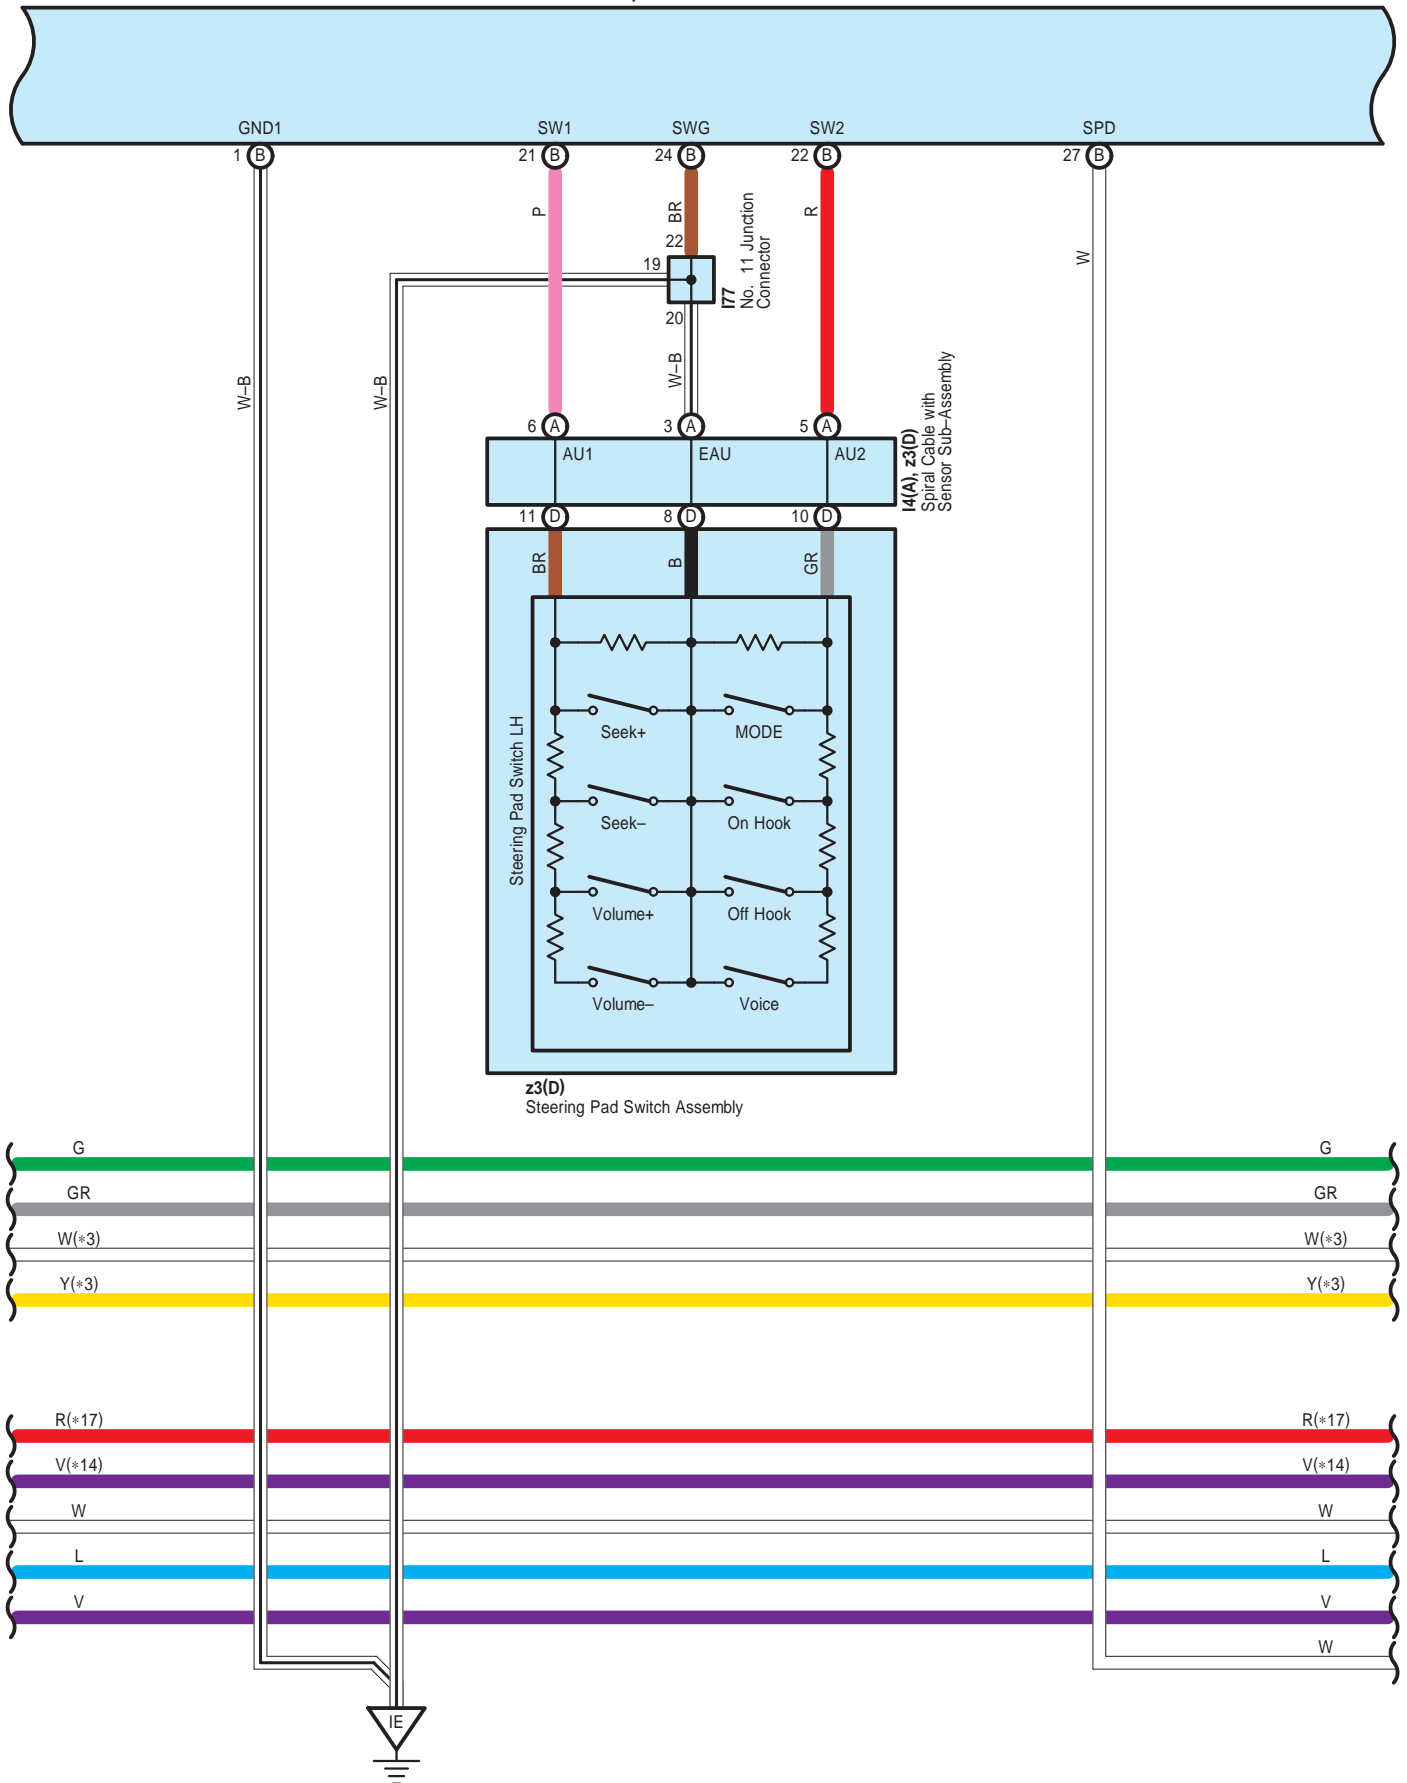 GND1 SW1 SWG SW2 SPD
1 B 21 B 24 B 22 B 27 B
P
BR
R
W
22
19
20
I77
No. 11 Junction
Connector
W–B
W–B
W–B
6 A 3 A 5 A
AU1 EAU AU2
I4(A), z3(D)
Spiral Cable with
Sensor Sub–Assembly
11 D 8 D 10 D
BR B GR
Steering Pad Switch LH
Seek+ MODE
Seek– On Hook
Volume+ Off Hook
Volume– Voice
z3(D)
Steering Pad Switch Assembly
G G
GR GR
W(*3) W(*3)
Y(*3) Y(*3)
R(*17) R(*17)
V(*14) V(*14)
W W
L L
V V
W
IE